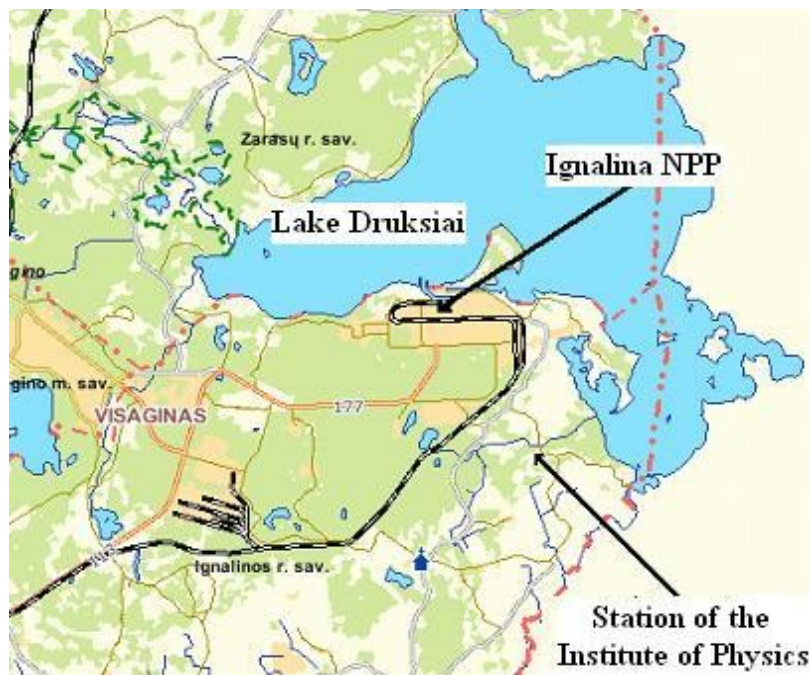 Zarasų r. sav.
Ignalina NPP
Lake Druksiai
gino
gino m. sav.
VISAGINAS
177
Ignalinos r. sav.
Station of the
Institute of Physics